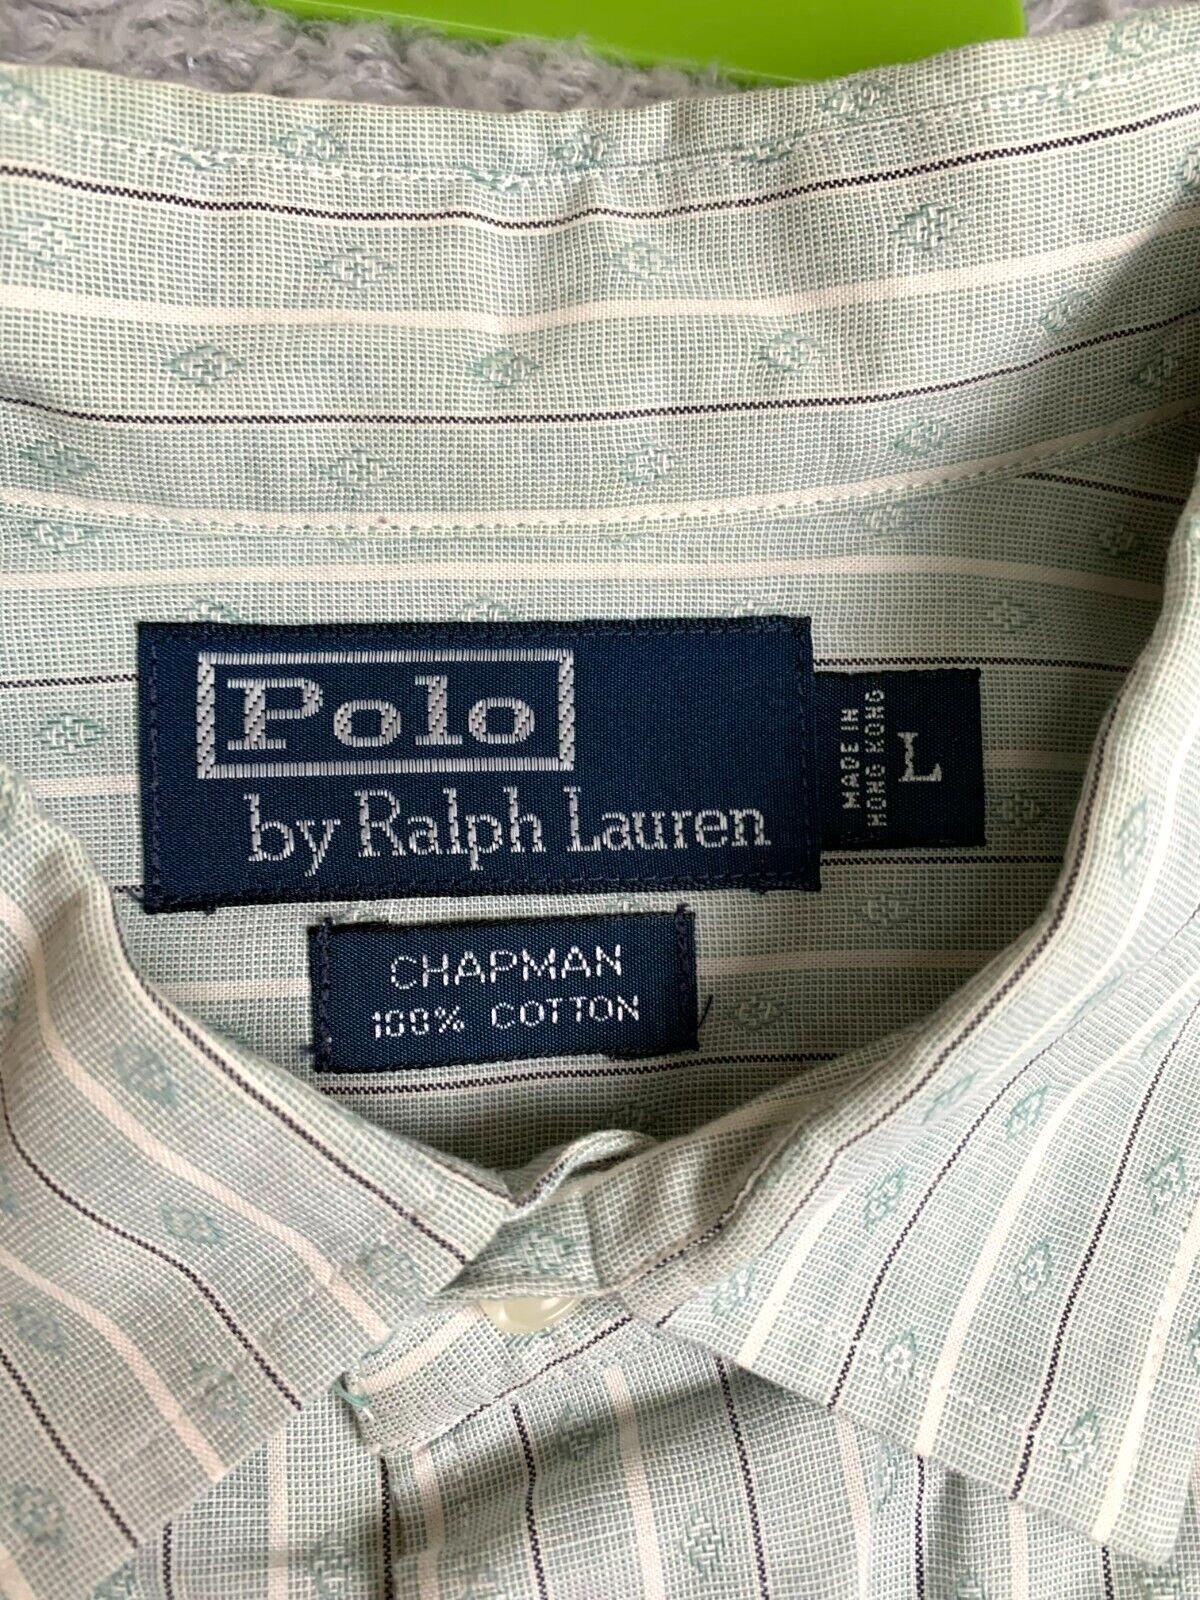 Polo
by Ralph Lauren
MADE IN
HONG KONG
L
CHAPMAN
100% COTTON